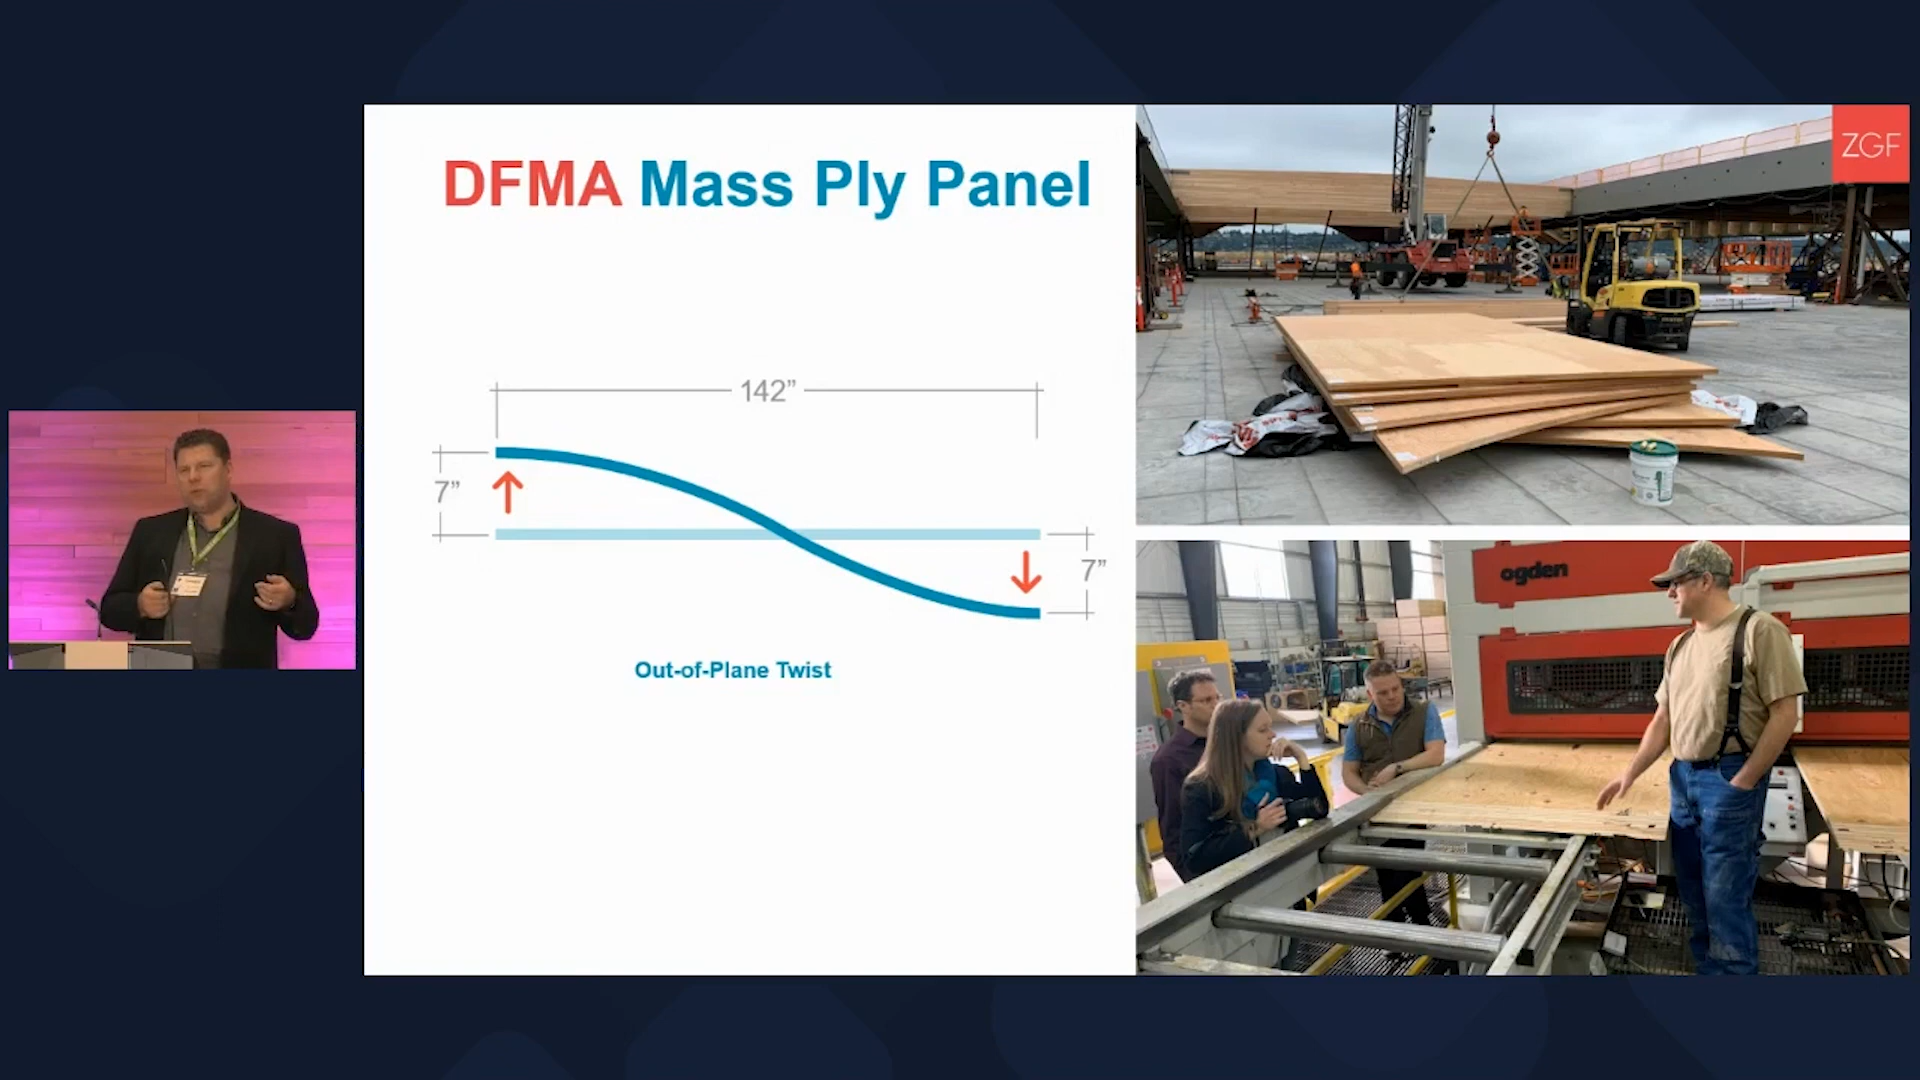 DFMA Mass Ply Panel
ZGF
142”
7”
7”
Out-of-Plane Twist
ogden